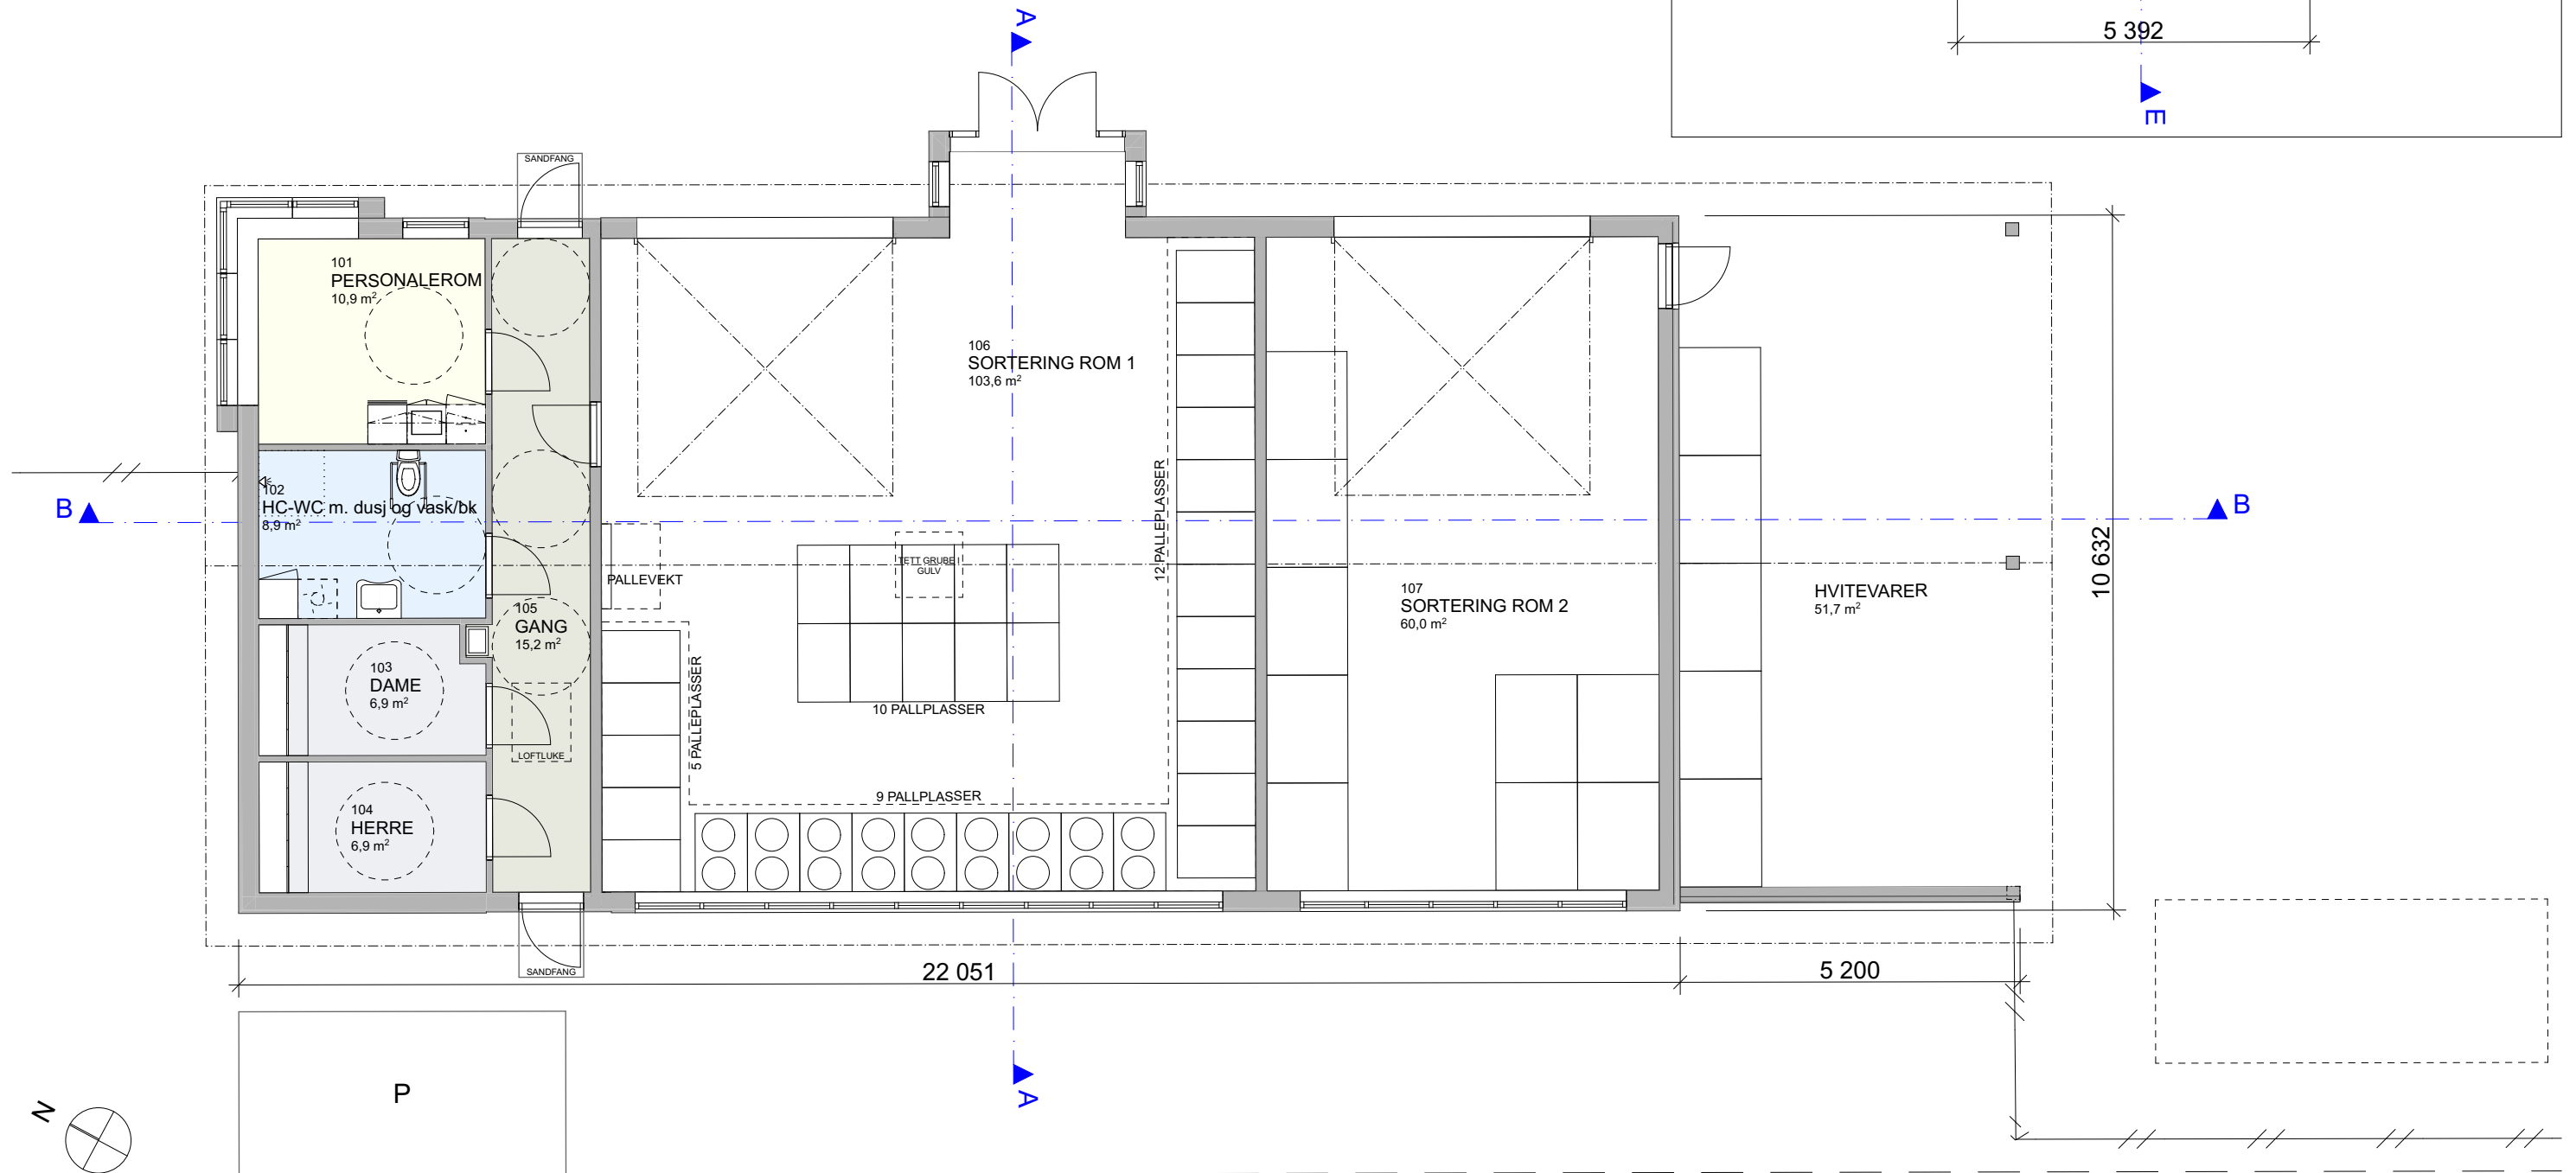 A
5 392
E
SANDFANG
101
PERSONALEROM
10,9 m²
106
SORTERING ROM 1
103,6 m²
102
HC-WC m. dusj og vask/bk
8,9 m²
B
B
12 PALLEPLASSER
10 632
TETT GRUBE I
GULV
PALLEVEKT
107
SORTERING ROM 2
60,0 m²
HVITEVARER
51,7 m²
105
GANG
15,2 m²
103
DAME
6,9 m²
5 PALLEPLASSER
10 PALLPLASSER
LOFTLUKE
9 PALLPLASSER
104
HERRE
6,9 m²
SANDFANG
22 051
5 200
P
A
N